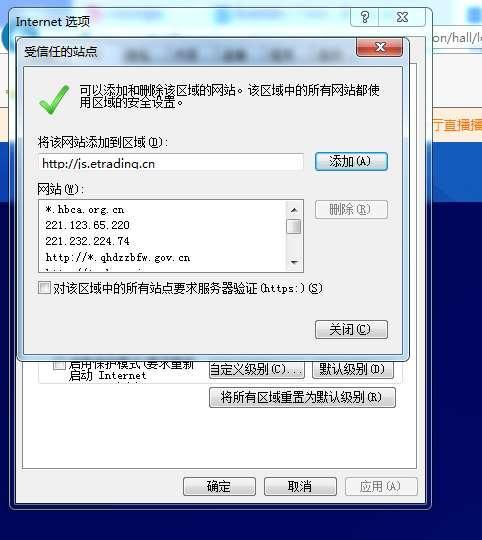 Internet 选项
on/hall/l
受信任的站点
可以添加和删除该区域的网站。该区域中的所有网站都使
用区域的安全设置。
厅直播播
将该网站添加到区域(D):
http://js.etrading.cn
添加(A)
网站(W):
*.hbca.org.cn
221.123.65.220
221.232.224.74
http://*.qhdzzbfw.gov.cn
删除(R)
对该区域中的所有站点要求服务器验证(https:)(S)
关闭(C)
启用保护模式(要求重新
启动 Internet
自定义级别(C)...
默认级别(D)
将所有区域重置为默认级别(R)
确定
取消
应用(A)